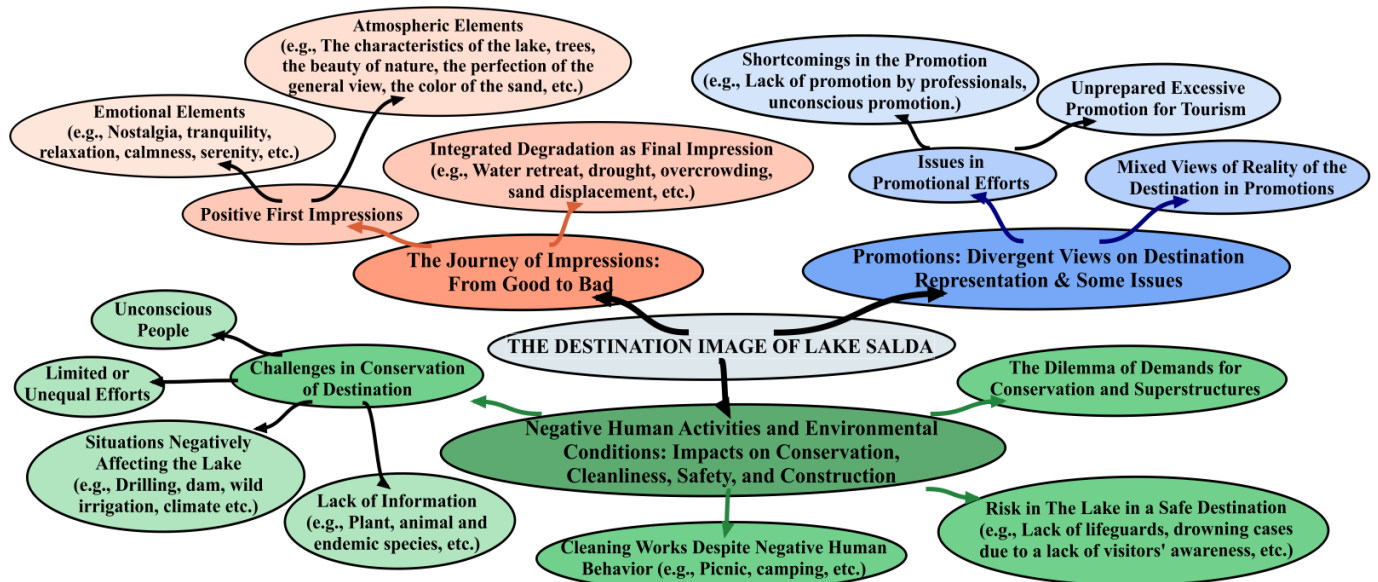 Atmospheric Elements
(e.g., The characteristics of the lake, trees,
the beauty of nature, the perfection of the
general view, the color of the sand, etc.)
Emotional Elements
(e.g., Nostalgia, tranquility,
relaxation, calmness, serenity, etc.)
Integrated Degradation as Final Impression
(e.g., Water retreat, drought, overcrowding,
sand displacement, etc.)
Positive First Impressions
The Journey of Impressions:
From Good to Bad
Shortcomings in the Promotion
(e.g., Lack of promotion by professionals,
unconscious promotion.)
Unprepared Excessive
Promotion for Tourism
Issues in
Promotional Efforts
Mixed Views of Reality of the
Destination in Promotions
Promotions: Divergent Views on Destination
Representation & Some Issues
THE DESTINATION IMAGE OF LAKE SALDA
Unconscious
People
Limited or
Unequal Efforts
Challenges in Conservation
of Destination
Situations Negatively
Affecting the Lake
(e.g., Drilling, dam, wild
irrigation, climate etc.)
Lack of Information
(e.g., Plant, animal and
endemic species, etc.)
Negative Human Activities and Environmental
Conditions: Impacts on Conservation,
Cleanliness, Safety, and Construction
The Dilemma of Demands for
Conservation and Superstructures
Cleaning Works Despite Negative Human
Behavior (e.g., Picnic, camping, etc.)
Risk in The Lake in a Safe Destination
(e.g., Lack of lifeguards, drowning cases
due to a lack of visitors' awareness, etc.)